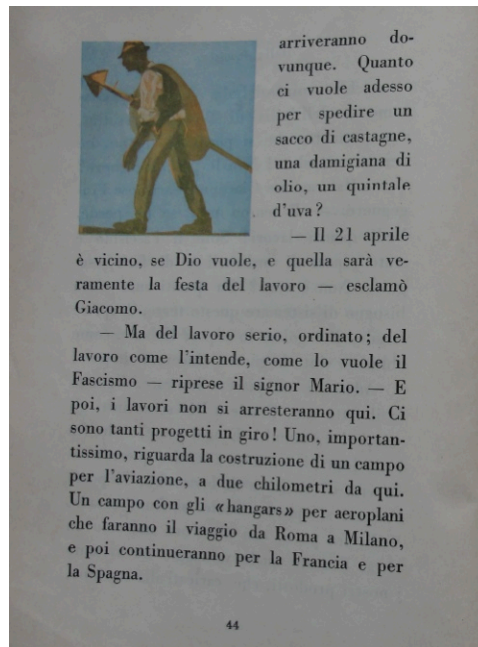 arriveranno do-
vunque. Quanto
ci vuole adesso
per spedire un
sacco di castagne,
una damigiana di
olio, un quintale
d'uva?
— Il 21 aprile
è vicino, se Dio vuole, e quella sarà ve-
ramente la festa del lavoro — esclamò
Giacomo.
— Ma del lavoro serio, ordinato; del
lavoro come l'intende, come lo vuole il
Fascismo — riprese il signor Mario. — E
poi, i lavori non si arresteranno qui. Ci
sono tanti progetti in giro! Uno, importan-
tissimo, riguarda la costruzione di un campo
per l'aviazione, a due chilometri da qui.
Un campo con gli «hangars» per aeroplani
che faranno il viaggio da Roma a Milano,
e poi continueranno per la Francia e per
la Spagna.
44